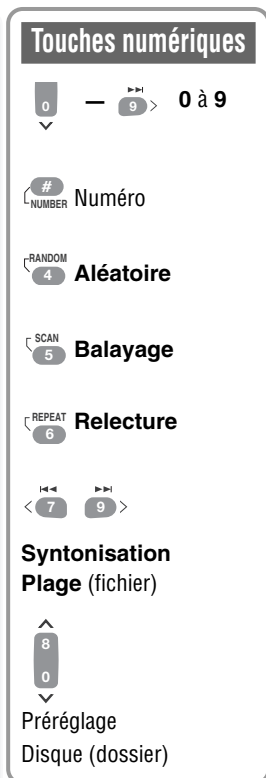 Touches numériques
0 — 9 0 à 9
# NUMBER Numéro
RANDOM
4 Aléatoire
SCAN
5 Balayage
REPEAT
6 Relecture
7 9
Syntonisation
Plage (fichier)
8
0
Préréglage
Disque (dossier)